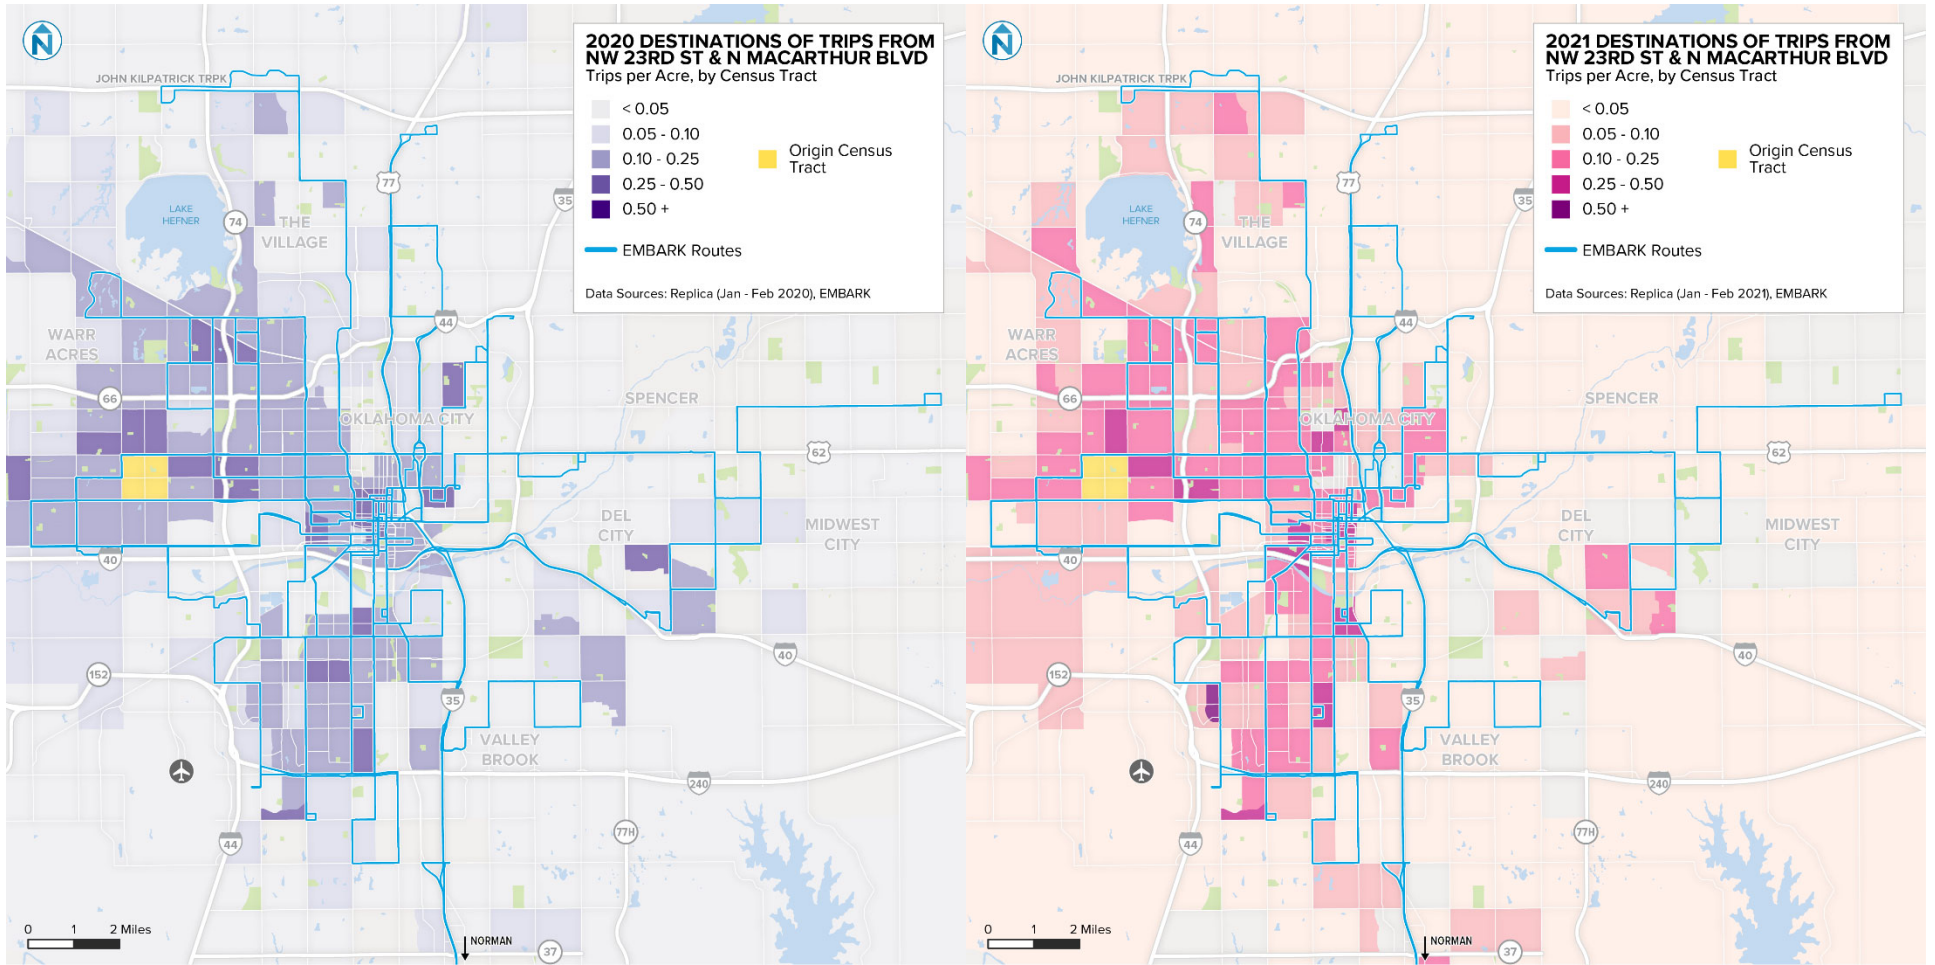 N
2020 DESTINATIONS OF TRIPS FROM
NW 23RD ST & N MACARTHUR BLVD
Trips per Acre, by Census Tract
< 0.05
0.05 - 0.10
0.10 - 0.25
0.25 - 0.50
0.50 +
Origin Census
Tract
EMBARK Routes
Data Sources: Replica (Jan - Feb 2020), EMBARK
JOHN KILPATRICK TRPK
77
35
LAKE
HEFNER
74
THE
VILLAGE
44
WARR
ACRES
66
SPENCER
OKLAHOMA CITY
62
DEL
CITY
MIDWEST
CITY
40
40
152
35
VALLEY
BROOK
240
77H
44
0 1 2 Miles
NORMAN
37
N
2021 DESTINATIONS OF TRIPS FROM
NW 23RD ST & N MACARTHUR BLVD
Trips per Acre, by Census Tract
< 0.05
0.05 - 0.10
0.10 - 0.25
0.25 - 0.50
0.50 +
Origin Census
Tract
EMBARK Routes
Data Sources: Replica (Jan - Feb 2021), EMBARK
JOHN KILPATRICK TRPK
77
35
LAKE
HEFNER
74
THE
VILLAGE
44
WARR
ACRES
66
SPENCER
OKLAHOMA CITY
62
DEL
CITY
MIDWEST
CITY
40
40
152
35
VALLEY
BROOK
240
77H
44
0 1 2 Miles
NORMAN
37